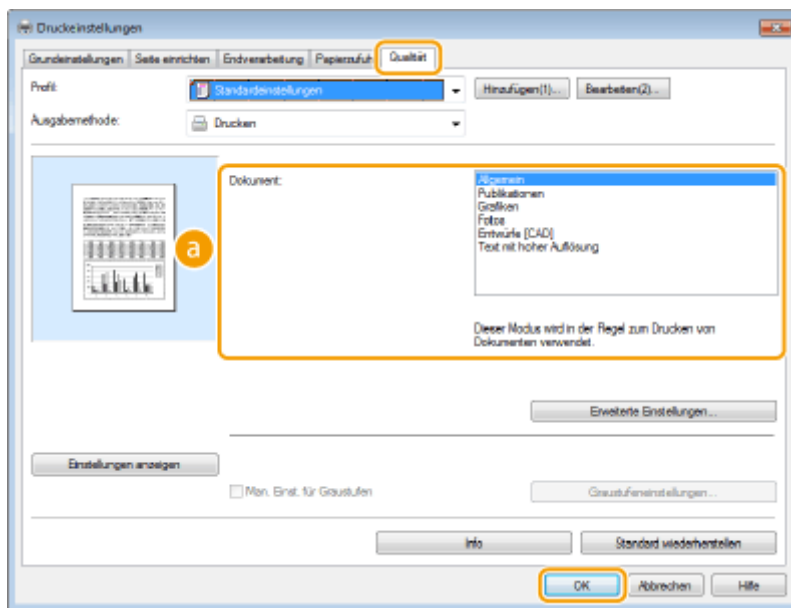 Druckeinstellungen
Grundeinstellungen Seite einrichten Endverarbeitung Papierzufuhr Qualität
Profil: Standardeinstellungen Hinzufügen(1)... Bearbeiten(2)...
Ausgabemethode: Drucken
Dokument: Allgemein
Publikationen
Grafiken
Fotos
Entwürfe [CAD]
Text mit hoher Auflösung
a
Dieser Modus wird in der Regel zum Drucken von
Dokumenten verwendet.
Erweiterte Einstellungen...
Einstellungen anzeigen
Man. Einst. für Graustufen Graustufeneinstellungen...
Info Standard wiederherstellen
OK Abbrechen Hilfe